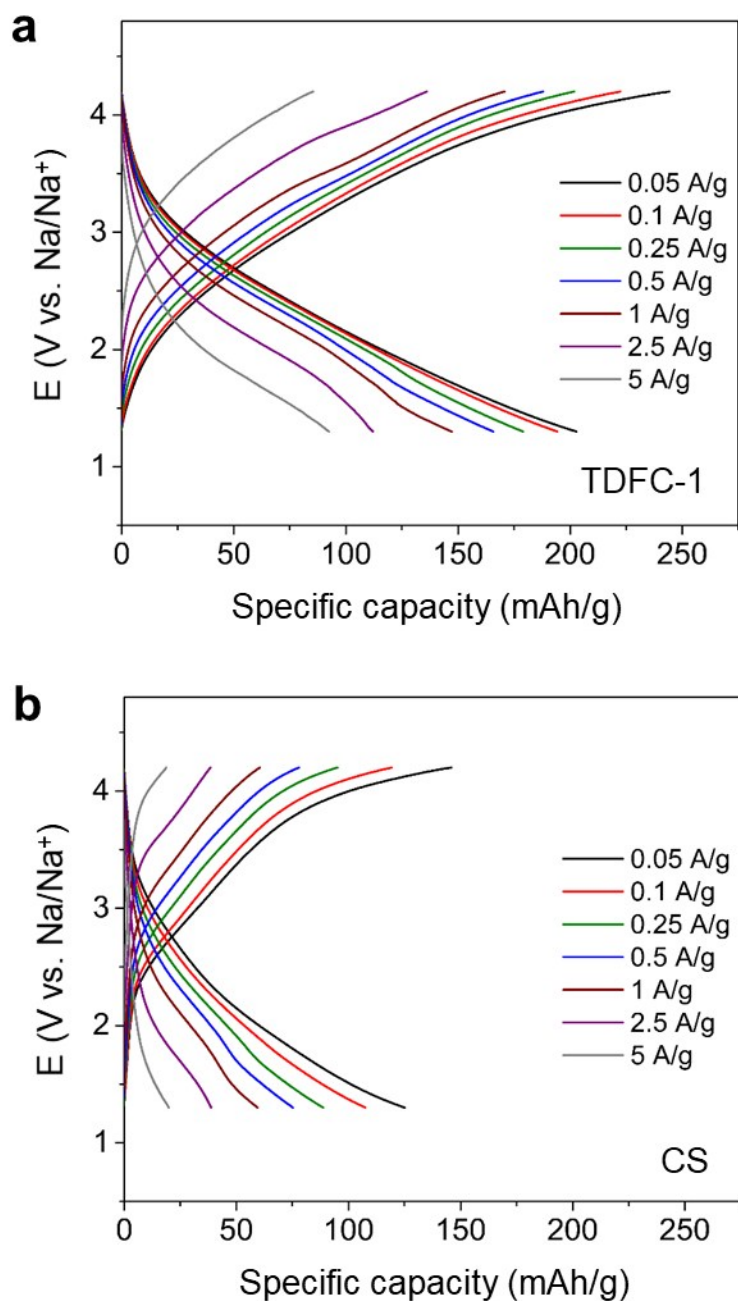 a
E (V vs. Na/Na⁺)
4
3
2
1
0.05 A/g
0.1 A/g
0.25 A/g
0.5 A/g
1 A/g
2.5 A/g
5 A/g
TDFC-1
0 50 100 150 200 250
Specific capacity (mAh/g)
b
E (V vs. Na/Na⁺)
4
3
2
1
0.05 A/g
0.1 A/g
0.25 A/g
0.5 A/g
1 A/g
2.5 A/g
5 A/g
CS
0 50 100 150 200 250
Specific capacity (mAh/g)